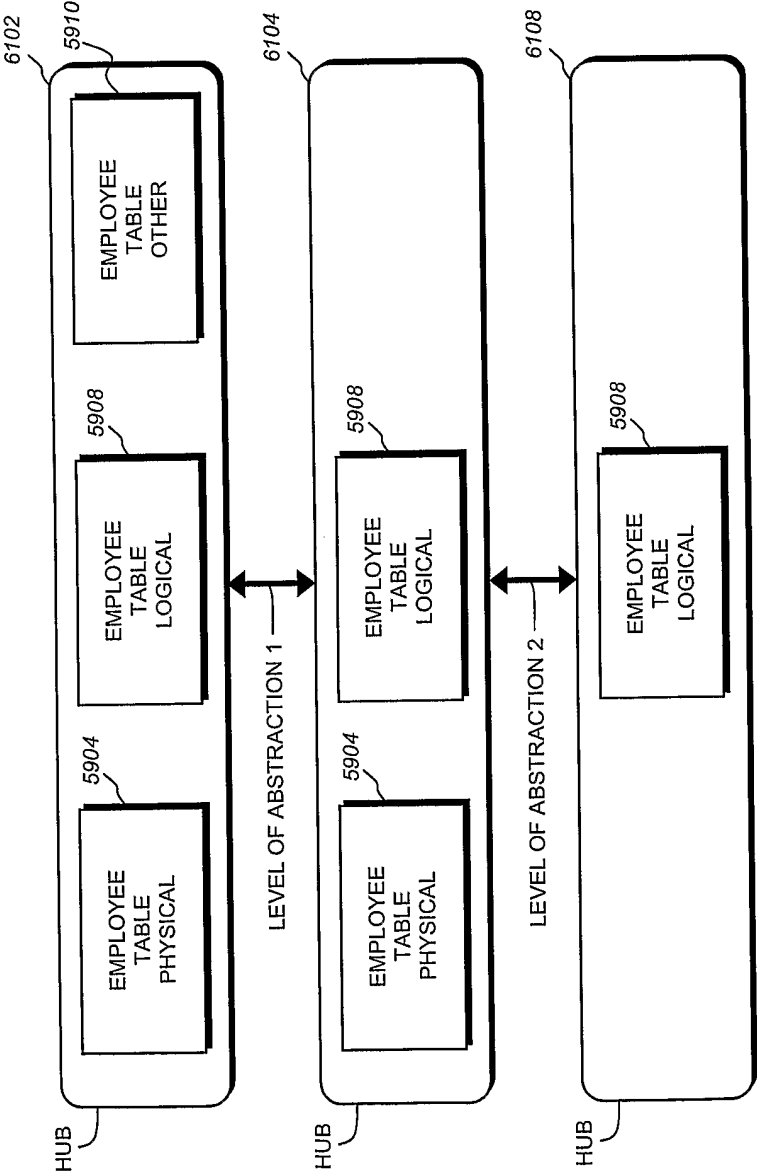 HUB
6102
EMPLOYEE
TABLE
PHYSICAL
5904
EMPLOYEE
TABLE
LOGICAL
5908
EMPLOYEE
TABLE
OTHER
5910
LEVEL OF ABSTRACTION 1
HUB
6104
EMPLOYEE
TABLE
PHYSICAL
5904
EMPLOYEE
TABLE
LOGICAL
5908
LEVEL OF ABSTRACTION 2
HUB
6108
EMPLOYEE
TABLE
LOGICAL
5908